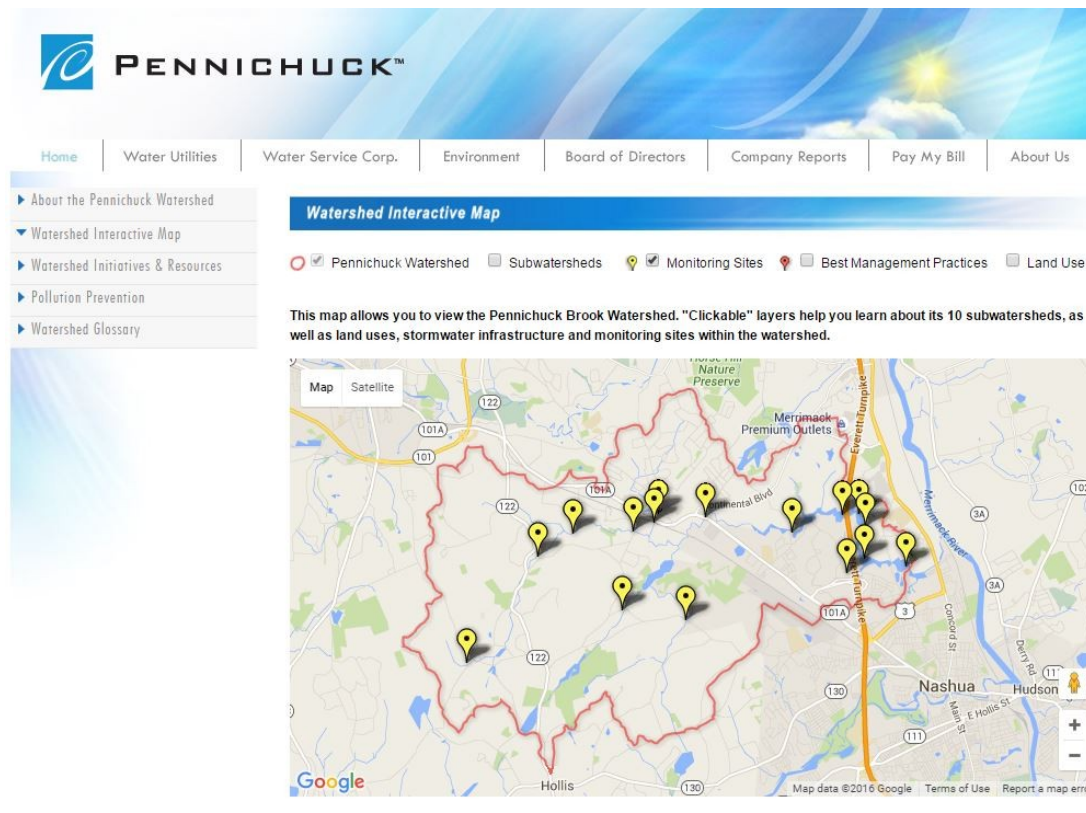 PENNICHUCK™
Home
Water Utilities
Water Service Corp.
Environment
Board of Directors
Company Reports
Pay My Bill
About Us
About the Pennichuck Watershed
Watershed Interactive Map
Watershed Initiatives & Resources
Pollution Prevention
Watershed Glossary
Watershed Interactive Map
Pennichuck Watershed
Subwatersheds
Monitoring Sites
Best Management Practices
Land Use
This map allows you to view the Pennichuck Brook Watershed. "Clickable" layers help you learn about its 10 subwatersheds, as
well as land uses, stormwater infrastructure and monitoring sites within the watershed.
Map
Satellite
Nature
Preserve
122
101A
101
Merrimack
Premium Outlets
Everett Turnpike
101A
122
Blvd
3A
Merrimack River
3A
101A
3
Turnpike
Concord St
Derry Rd
122
130
Nashua
Hudson
Main St
E Hollis St
111
Google
Hollis
130
Map data ©2016 Google
Terms of Use
Report a map
+
−